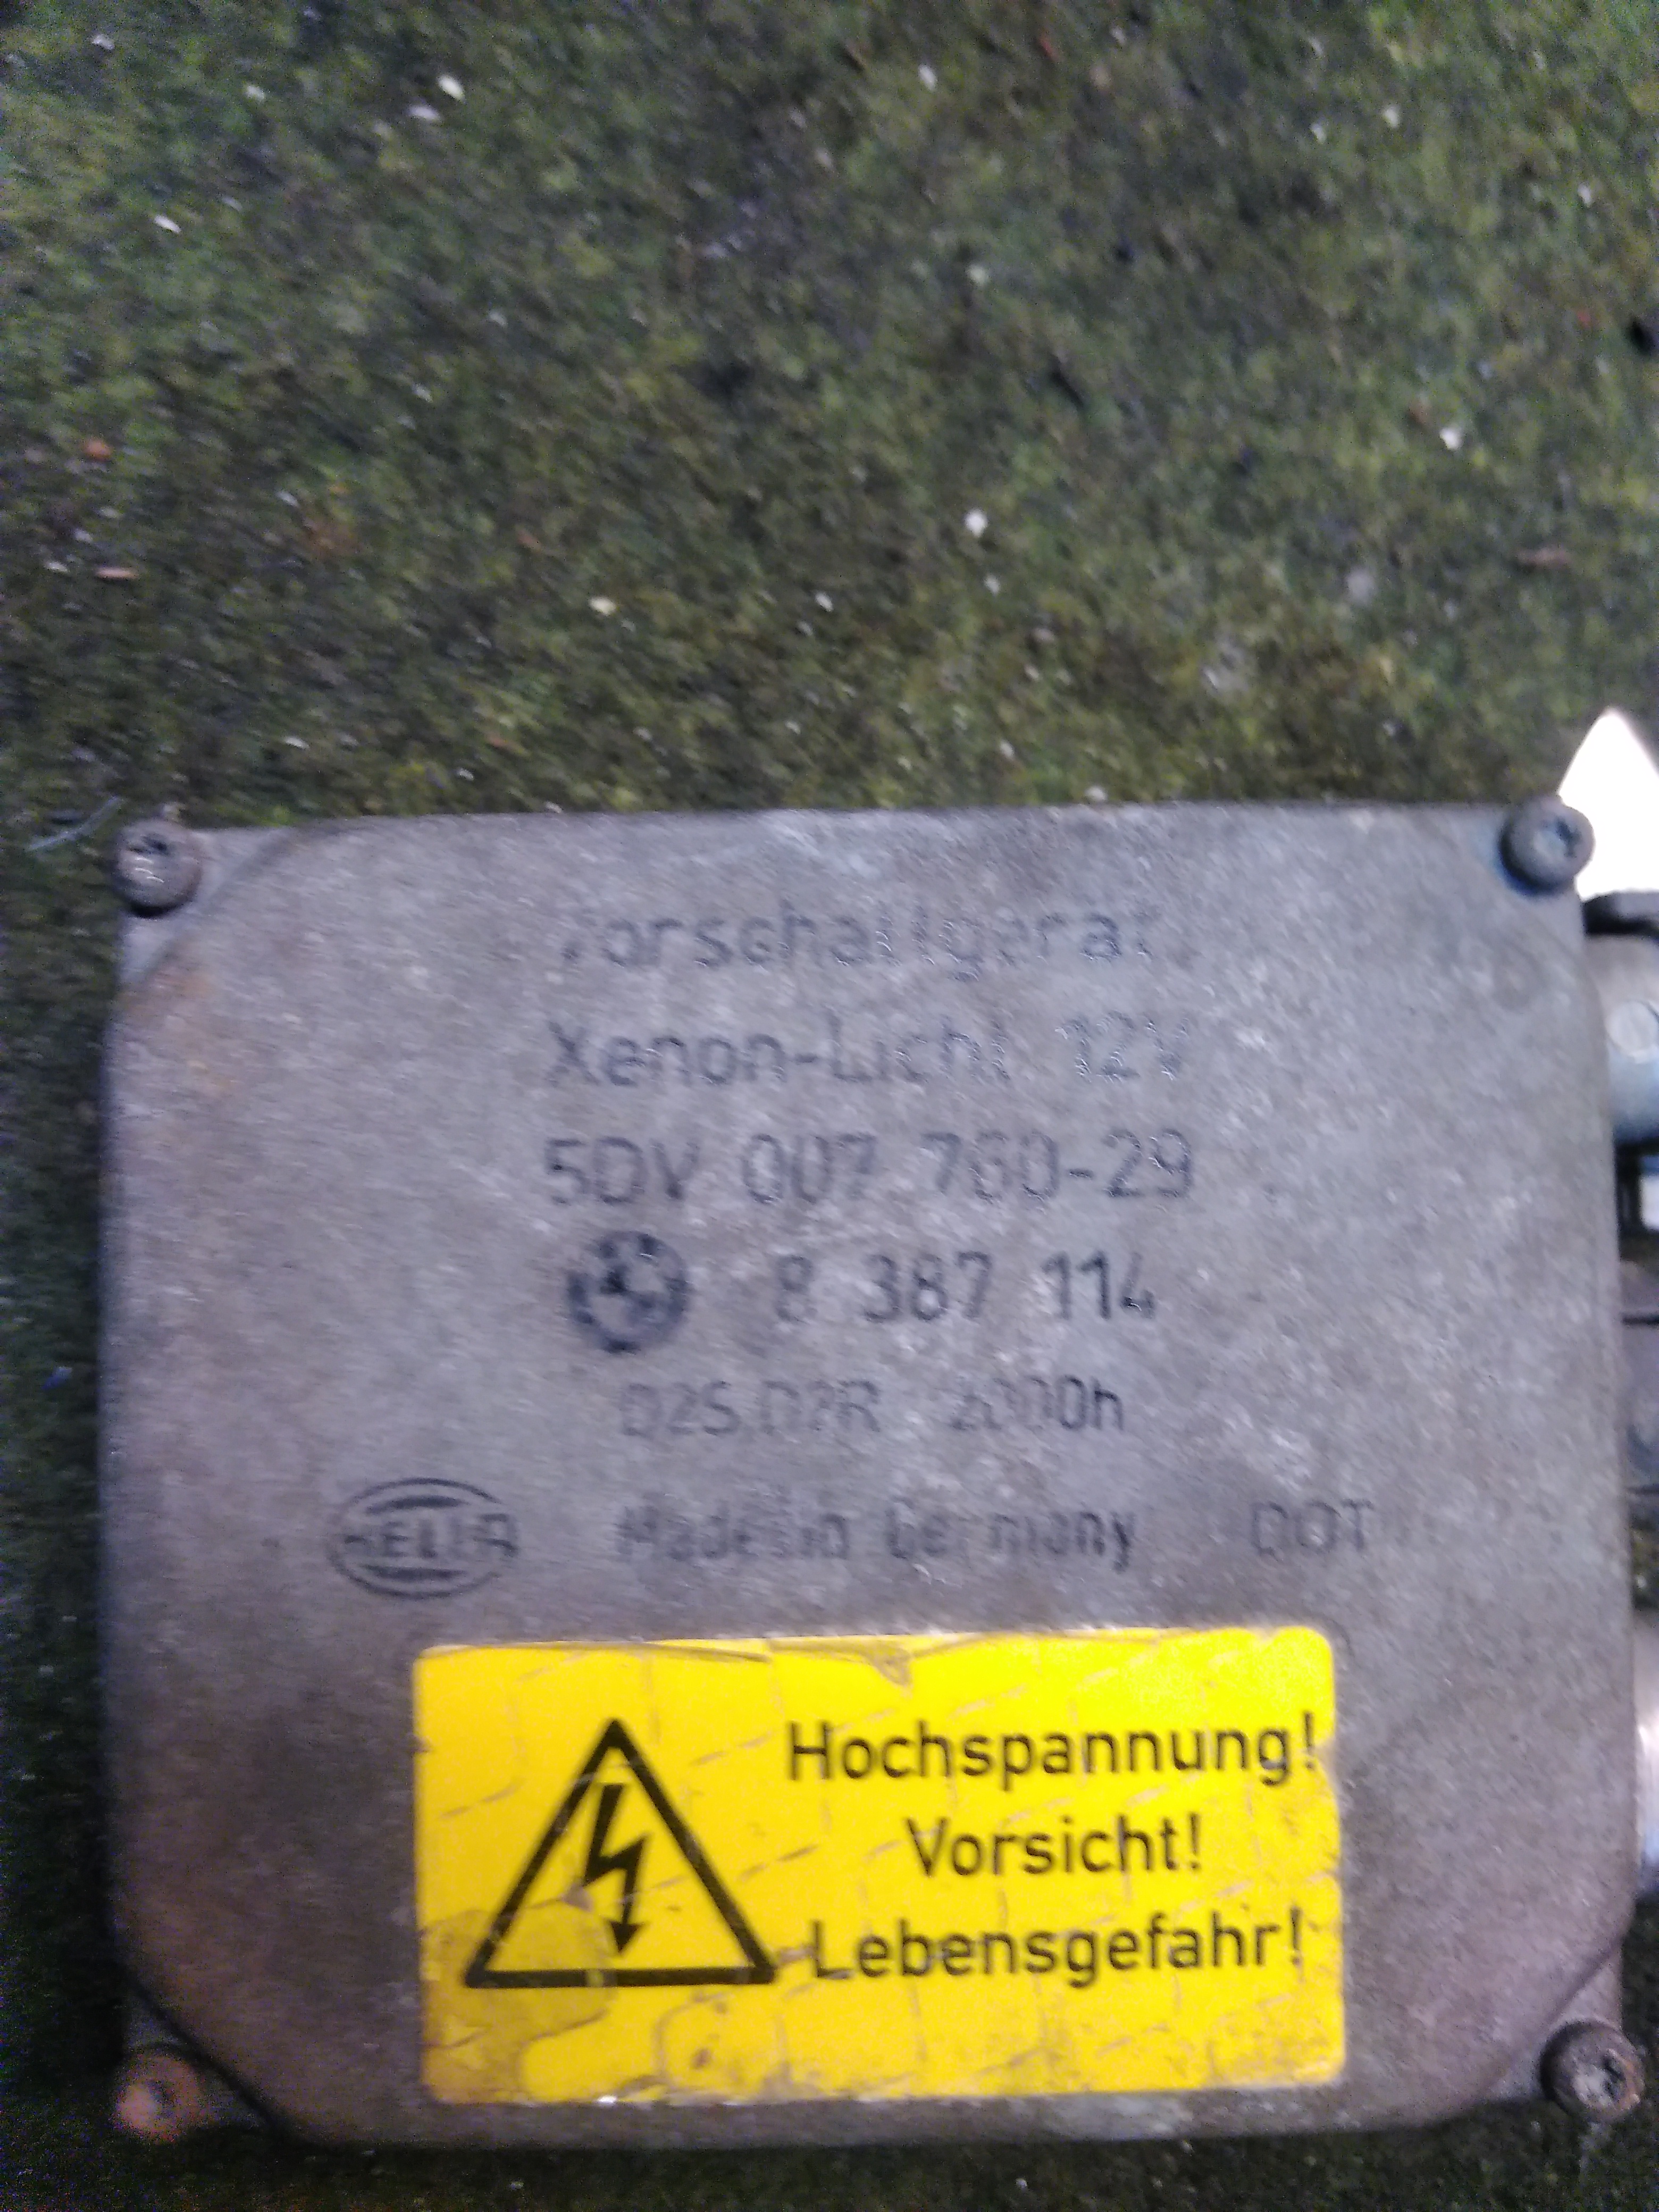 Vorschaltgerät
Xenon-Licht 12V
5DV 007 760-29
8 387 114
D2S,D2R 2000h
HELLA Made in Germany DOT
Hochspannung!
Vorsicht!
Lebensgefahr!